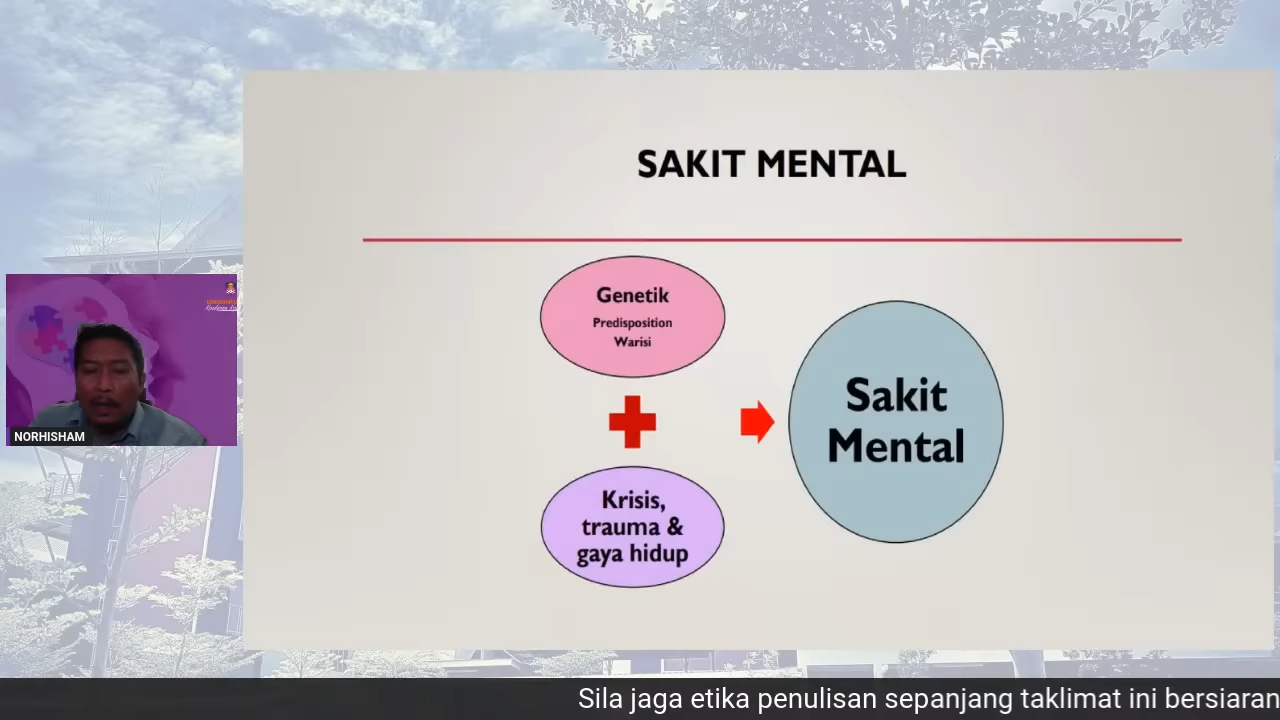 SAKIT MENTAL
Genetik
Predisposition
Warisi
Krisis,
trauma &
gaya hidup
Sakit
Mental
NORHISHAM
Sila jaga etika penulisan sepanjang taklimat ini bersiaran